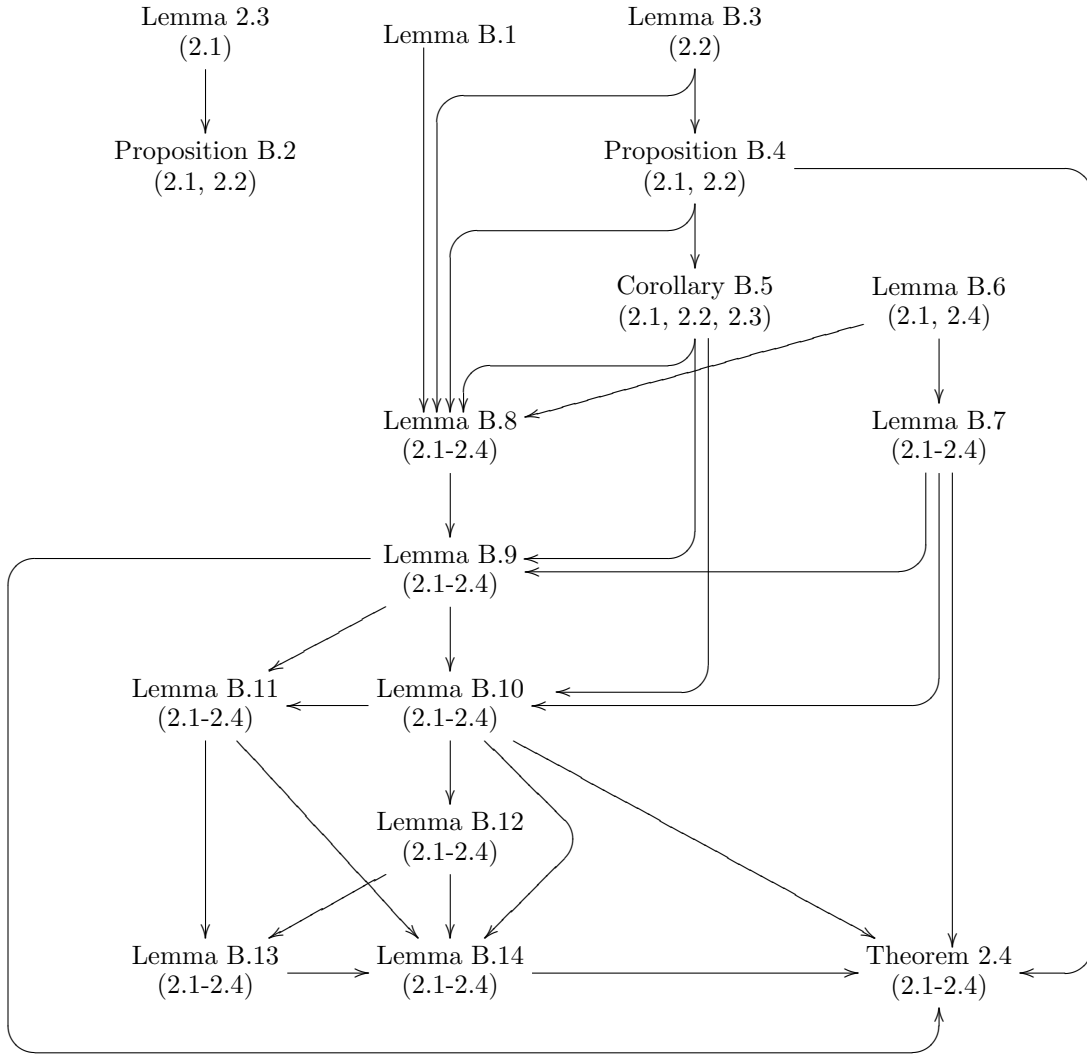 Lemma 2.3
(2.1)
Lemma B.1
Lemma B.3
(2.2)
Proposition B.2
(2.1, 2.2)
Proposition B.4
(2.1, 2.2)
Corollary B.5
(2.1, 2.2, 2.3)
Lemma B.6
(2.1, 2.4)
Lemma B.8
(2.1-2.4)
Lemma B.7
(2.1-2.4)
Lemma B.9
(2.1-2.4)
Lemma B.11
(2.1-2.4)
Lemma B.10
(2.1-2.4)
Lemma B.12
(2.1-2.4)
Lemma B.13
(2.1-2.4)
Lemma B.14
(2.1-2.4)
Theorem 2.4
(2.1-2.4)